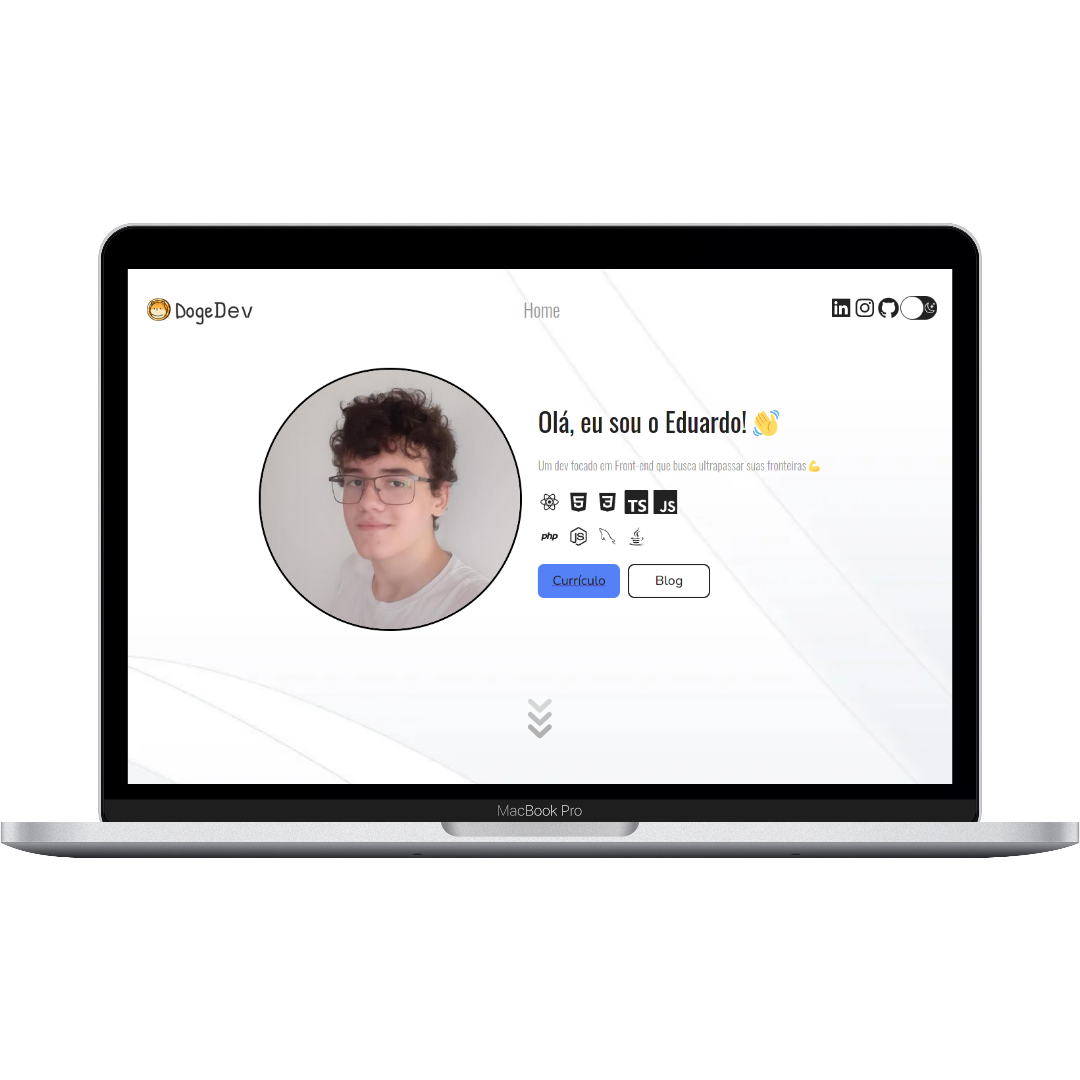 DogeDev
Home
in
Olá, eu sou o Eduardo! 👋
Um dev focado em Front-end que busca ultrapassar suas fronteiras 💪
5 3 TS JS
php JS
Currículo Blog
MacBook Pro